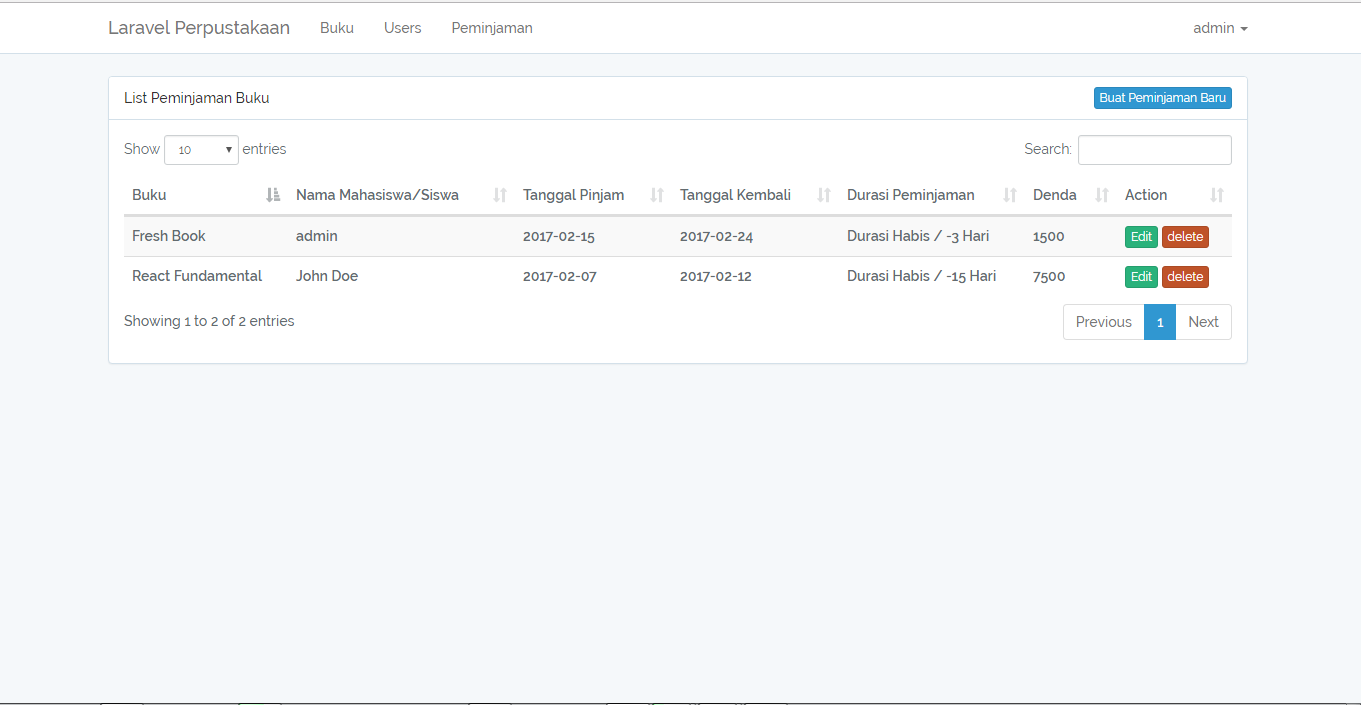 Laravel Perpustakaan Buku Users Peminjaman admin
List Peminjaman Buku Buat Peminjaman Baru
Show 10 entries Search:
Buku Nama Mahasiswa/Siswa Tanggal Pinjam Tanggal Kembali Durasi Peminjaman Denda Action
Fresh Book admin 2017-02-15 2017-02-24 Durasi Habis / -3 Hari 1500 Edit delete
React Fundamental John Doe 2017-02-07 2017-02-12 Durasi Habis / -15 Hari 7500 Edit delete
Showing 1 to 2 of 2 entries Previous 1 Next